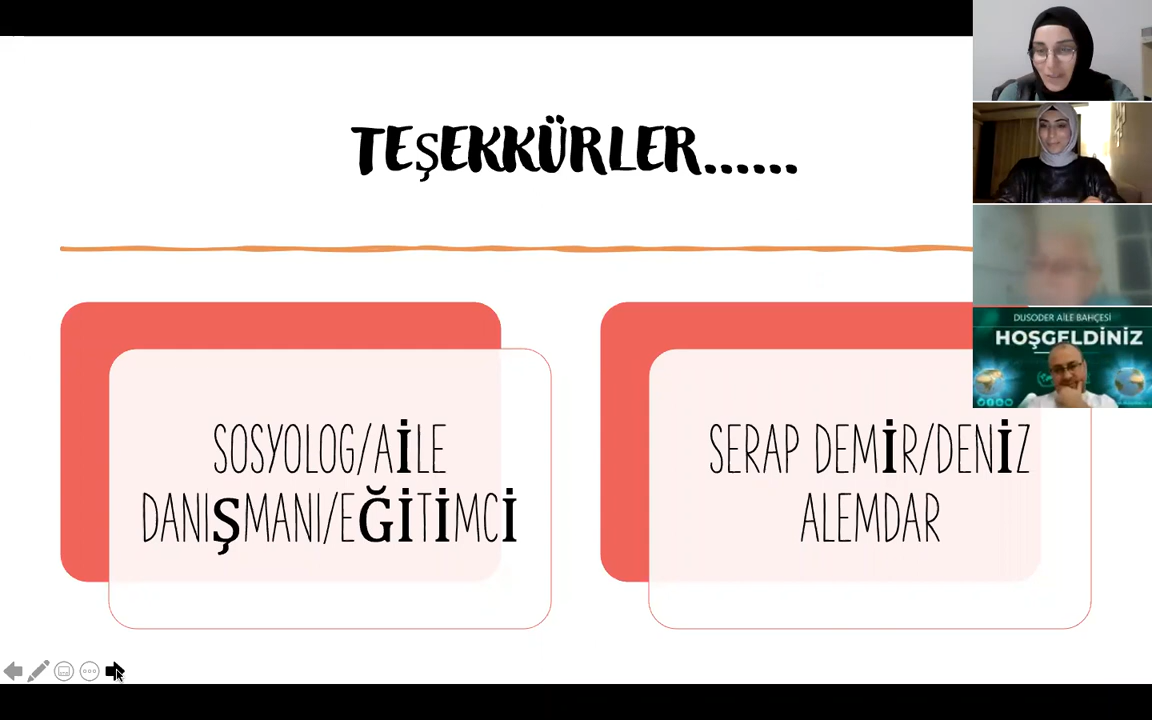 TEŞEKKÜRLER......
SOSYOLOG/AİLE
DANIŞMANI/EĞİTİMCİ
SERAP DEMİR/DENİZ
ALEMDAR
DUSODER AİLE BAHÇESİ
HOŞGELDİNİZ